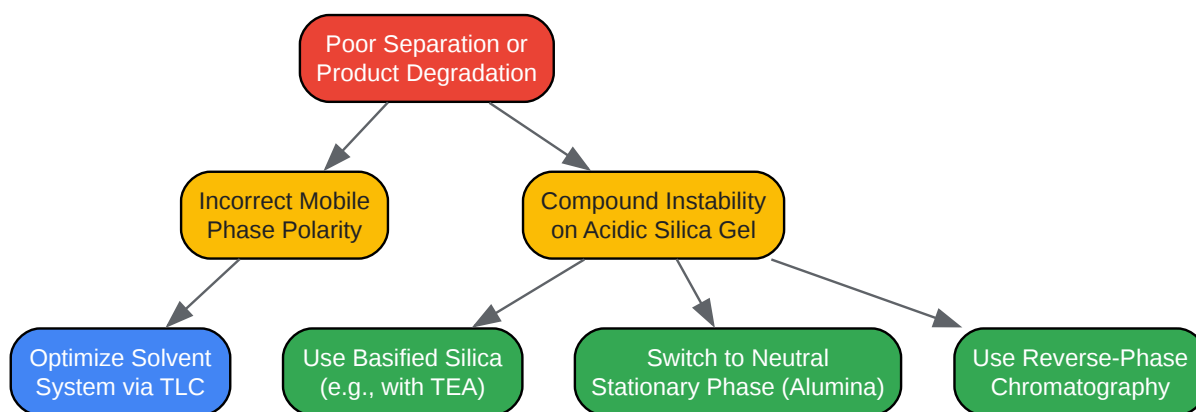 Poor Separation or
Product Degradation
Incorrect Mobile
Phase Polarity
Compound Instability
on Acidic Silica Gel
Optimize Solvent
System via TLC
Use Basified Silica
(e.g., with TEA)
Switch to Neutral
Stationary Phase (Alumina)
Use Reverse-Phase
Chromatography